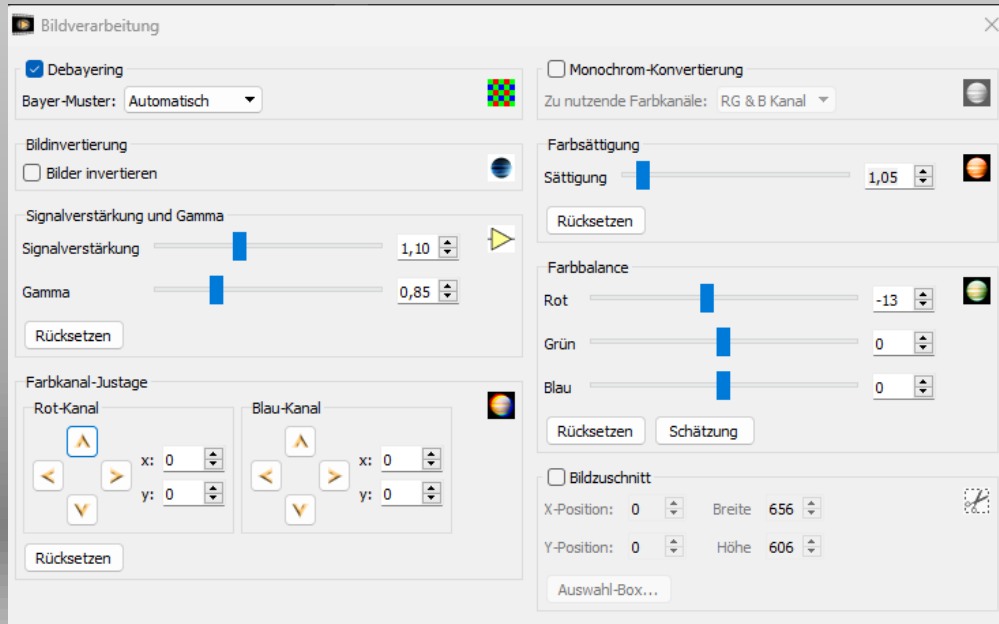 Bildverarbeitung
Debayering
Bayer-Muster: Automatisch
Bildinvertierung
Bilder invertieren
Signalverstärkung und Gamma
Signalverstärkung 1,10
Gamma 0,85
Rücksetzen
Farbkanal-Justage
Rot-Kanal
x: 0
y: 0
Blau-Kanal
x: 0
y: 0
Rücksetzen
Monochrom-Konvertierung
Zu nutzende Farbkanäle: RG & B Kanal
Farbsättigung
Sättigung 1,05
Rücksetzen
Farbbalance
Rot -13
Grün 0
Blau 0
Rücksetzen Schätzung
Bildzuschnitt
X-Position: 0 Breite 656
Y-Position: 0 Höhe 606
Auswahl-Box...